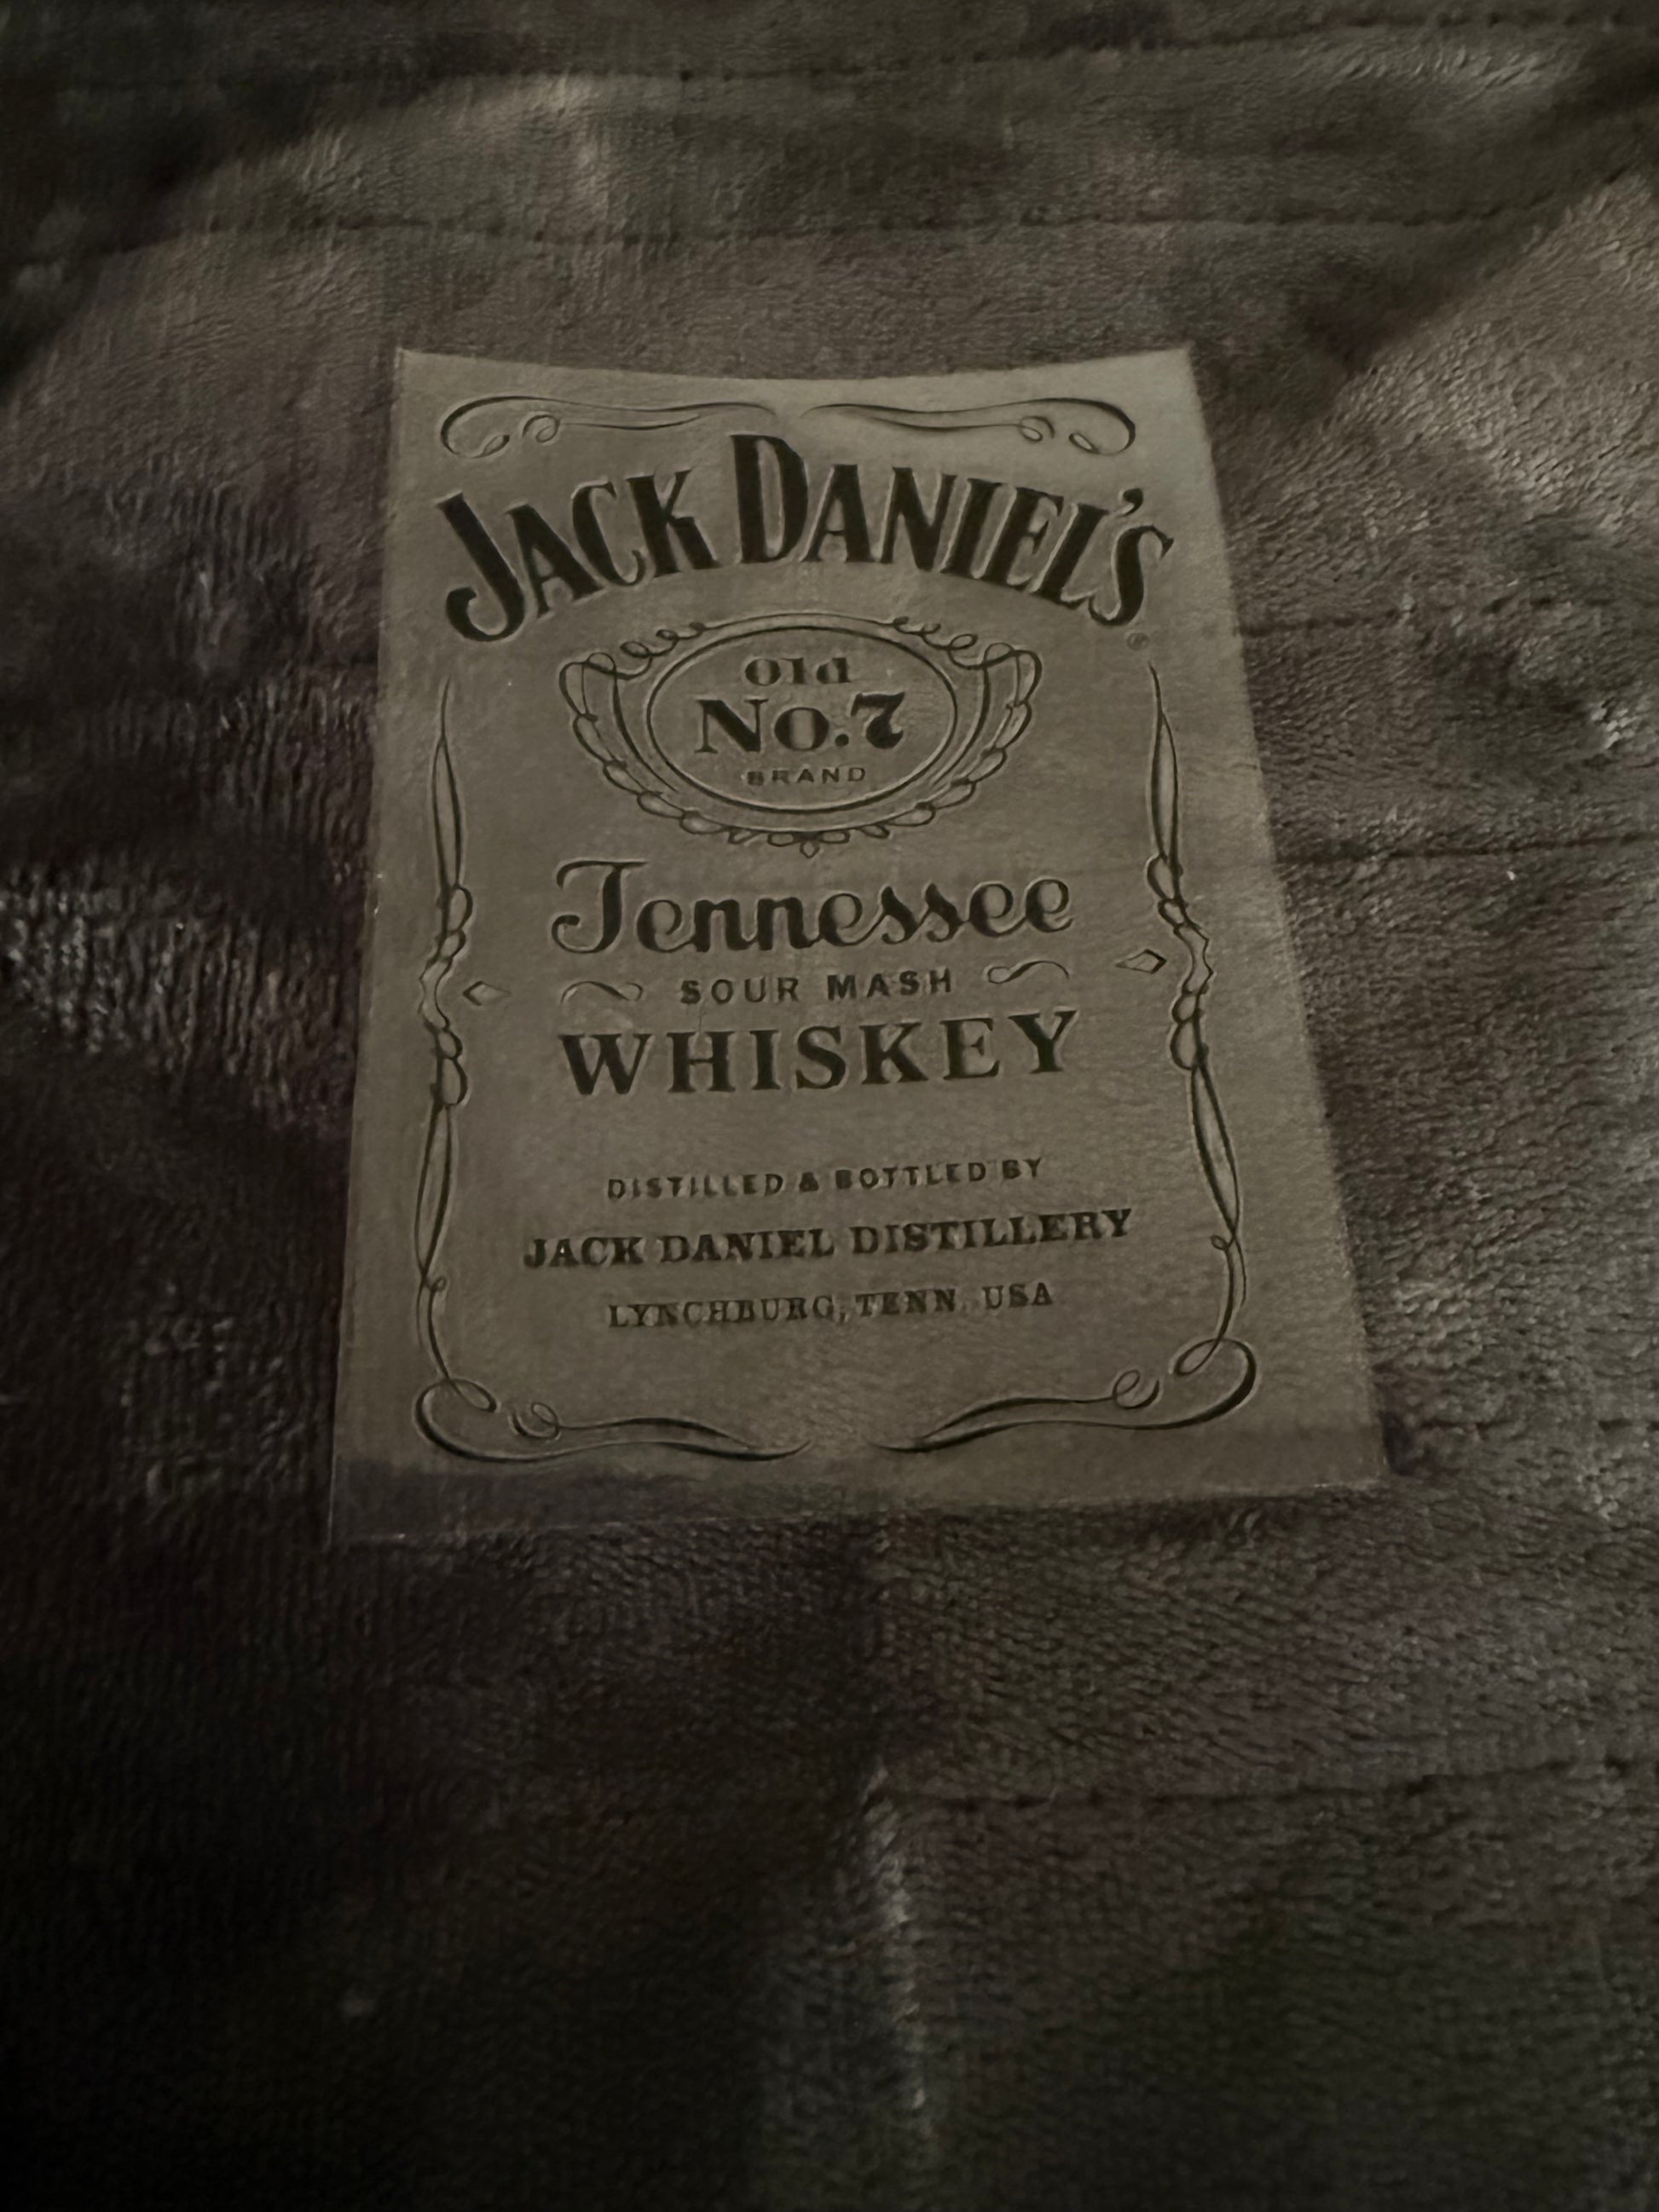 JACK DANIEL'S
Old
No.7
BRAND
Tennessee
SOUR MASH
WHISKEY
DISTILLED & BOTTLED BY
JACK DANIEL DISTILLERY
LYNCHBURG, TENN. USA